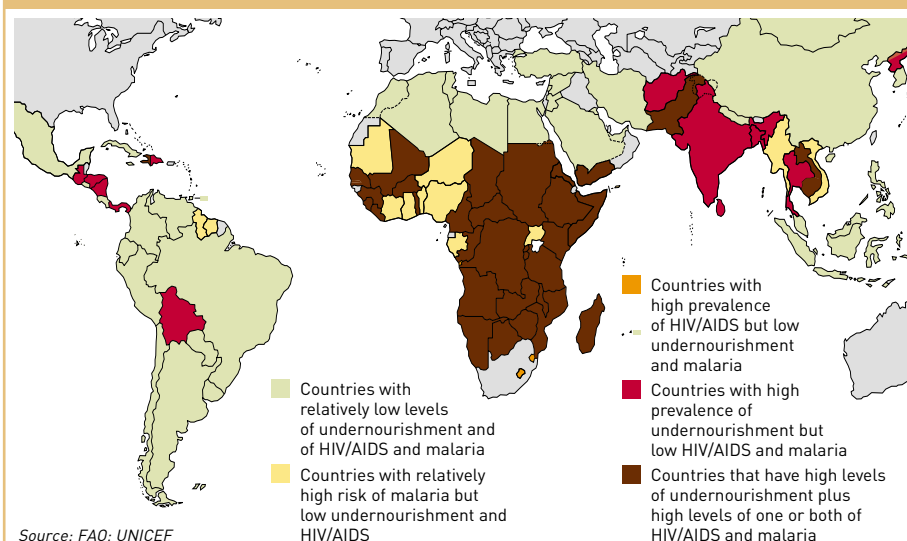 Countries with
relatively low levels
of undernourishment and
of HIV/AIDS and malaria
Countries with relatively
high risk of malaria but
low undernourishment and
HIV/AIDS
Countries with
high prevalence
of HIV/AIDS but low
undernourishment
and malaria
Countries with high
prevalence of
undernourishment but
low HIV/AIDS and malaria
Countries that have high levels
of undernourishment plus
high levels of one or both of
HIV/AIDS and malaria
Source: FAO; UNICEF